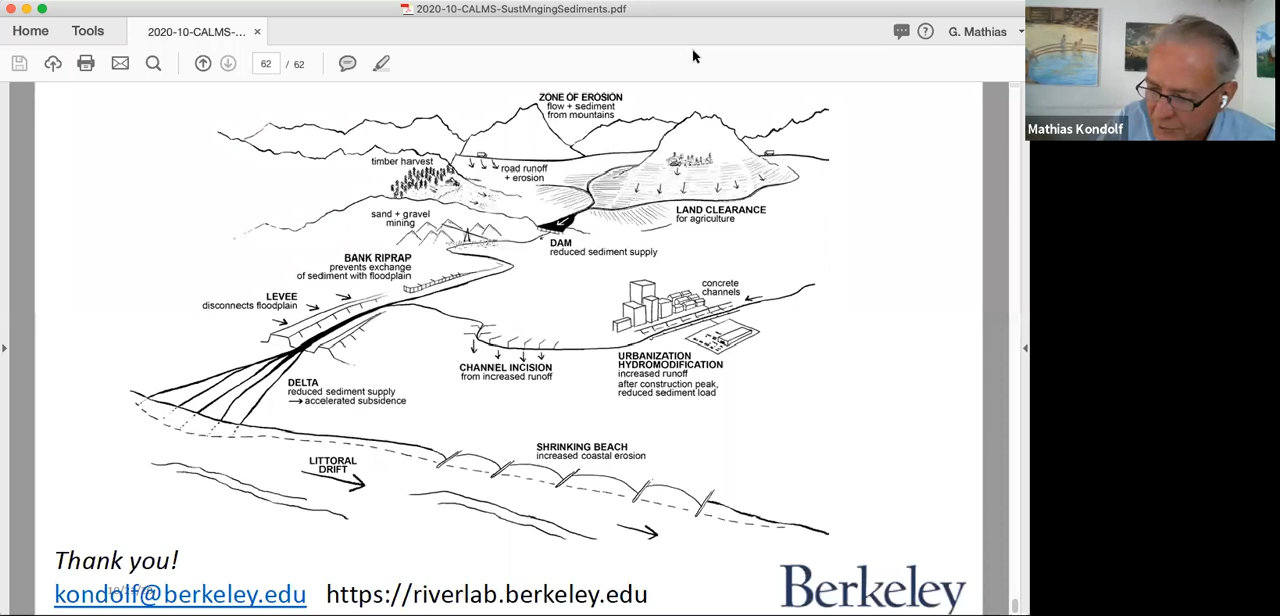 2020-10-CALMS-SustMngingSediments.pdf
Home
Tools
2020-10-CALMS-...
G. Mathias
62
/ 62
Mathias Kondolf
ZONE OF EROSION
flow + sediment
from mountains
timber harvest
road runoff
+ erosion
sand + gravel
mining
LAND CLEARANCE
for agriculture
DAM
reduced sediment supply
BANK RIPRAP
prevents exchange
of sediment with floodplain
LEVEE
disconnects floodplain
concrete
channels
CHANNEL INCISION
from increased runoff
URBANIZATION
HYDROMODIFICATION
increased runoff
after construction peak,
reduced sediment load
DELTA
reduced sediment supply
→ accelerated subsidence
SHRINKING BEACH
increased coastal erosion
LITTORAL
DRIFT
Thank you!
kondolf@berkeley.edu https://riverlab.berkeley.edu
Berkeley